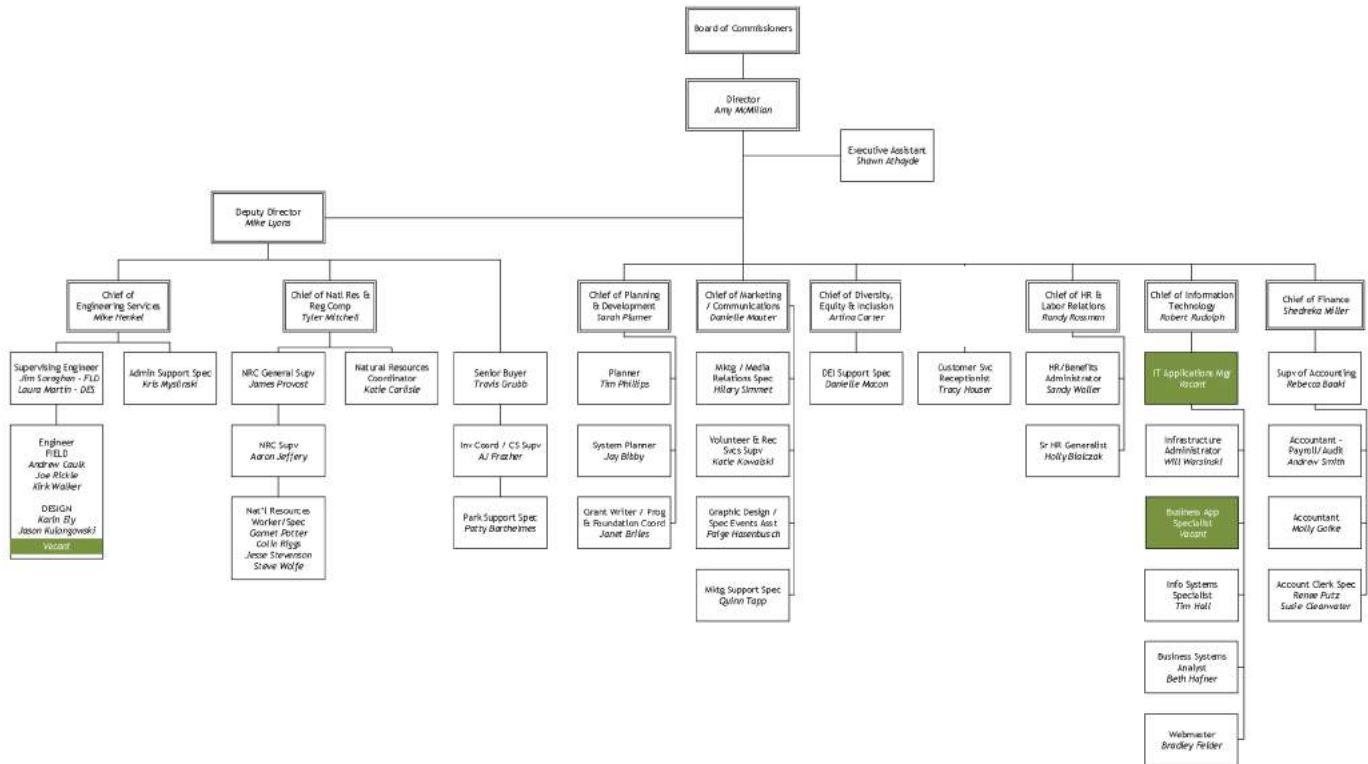 Board of Commissioners
Director
Amy McMillan
Executive Assistant
Shawn Athayde
Deputy Director
Mike Lyons
Chief of
Engineering Services
Mike Henkel
Chief of Natl Res &
Reg Comp
Tyler Mitchell
Chief of Planning
& Development
Sarah Plumer
Chief of Marketing
/ Communications
Danielle Mauter
Chief of Diversity,
Equity & Inclusion
Artina Carter
Chief of HR &
Labor Relations
Randy Rossman
Chief of Information
Technology
Robert Rudolph
Chief of Finance
Shedreka Miller
Supervising Engineer
Jim Soraghan - FLD
Laura Martin - DES
Admin Support Spec
Kris Myslinski
NRC General Supv
James Provost
Natural Resources
Coordinator
Katie Carlisle
Senior Buyer
Travis Grubb
Planner
Tim Phillips
Mktg / Media
Relations Spec
Hilary Simmet
DEI Support Spec
Danielle Macon
Customer Svc
Receptionist
Tracy Houser
HR/Benefits
Administrator
Sandy Waller
IT Applications Mgr
Vacant
Supv of Accounting
Rebecca Baaki
Engineer
FIELD
Andrew Caulk
Joe Rickle
Kirk Walker
DESIGN
Karin Ely
Jason Kulongowski
Vacant
NRC Supv
Aaron Jeffery
Inv Coord / CS Supv
AJ Frazher
System Planner
Jay Bibby
Volunteer & Rec
Svcs Supv
Katie Kowalski
Sr HR Generalist
Holly Bialczak
Infrastructure
Administrator
Will Warsinski
Accountant -
Payroll/Audit
Andrew Smith
Nat'l Resources
Worker/Spec
Garnet Potter
Colin Riggs
Jesse Stevenson
Steve Wolfe
Park Support Spec
Patty Bartheimes
Grant Writer / Prog
& Foundation Coord
Janet Briles
Graphic Design /
Spec Events Asst
Paige Hasenbusch
Business App
Specialist
Vacant
Accountant
Molly Gofke
Mktg Support Spec
Quinn Tapp
Info Systems
Specialist
Tim Hall
Account Clerk Spec
Renee Putz
Susie Clearwater
Business Systems
Analyst
Beth Hafner
Webmaster
Bradley Felder